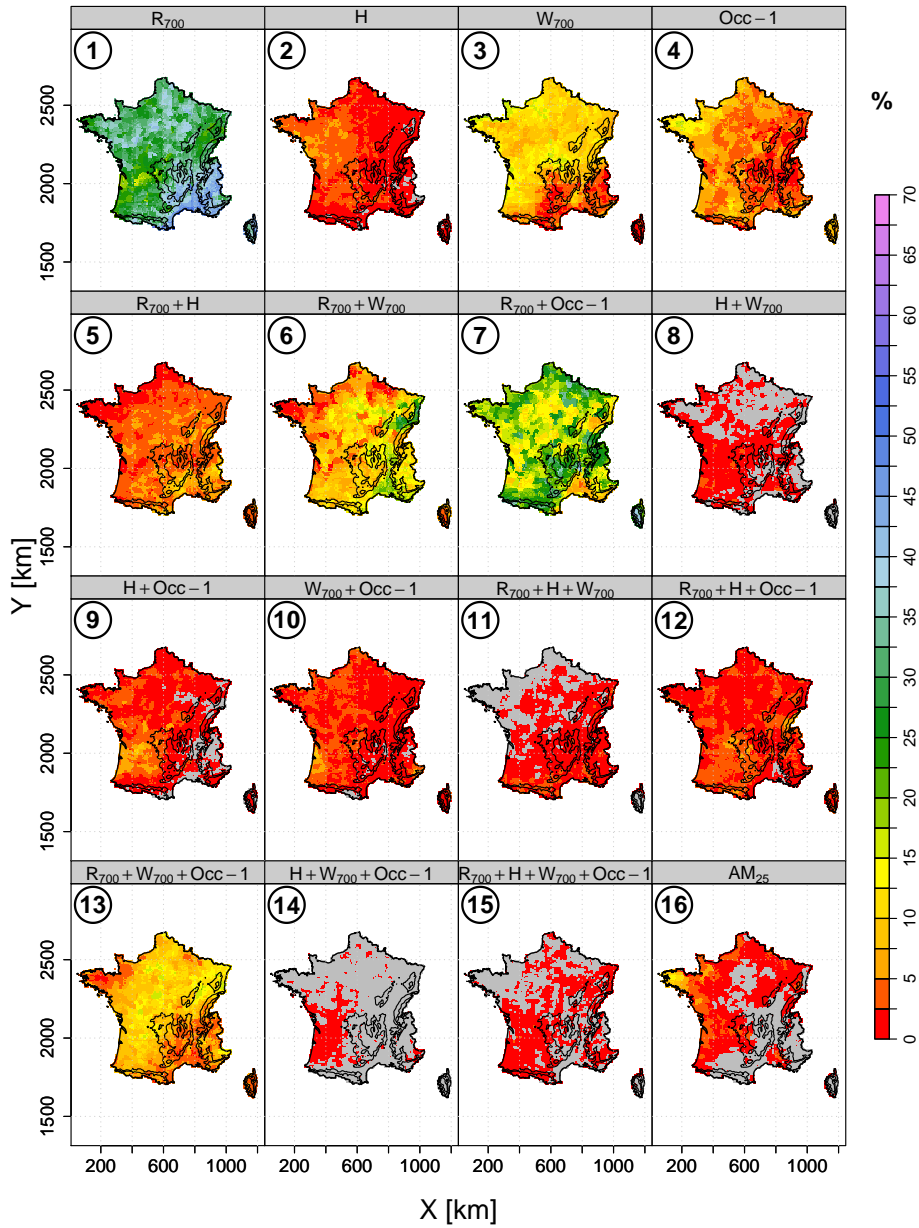 R700 H W700 Occ−1
1 2 3 4
2500
2000
1500
R700+H R700+W700 R700+Occ−1 H+W700
5 6 7 8
2500
2000
1500
H+Occ−1 W700+Occ−1 R700+H+W700 R700+H+Occ−1
9 10 11 12
2500
2000
1500
R700+W700+Occ−1 H+W700+Occ−1 R700+H+W700+Occ−1 AM25
13 14 15 16
2500
2000
1500
200 600 1000 200 600 1000 200 600 1000 200 600 1000
X [km]
Y [km]
%
70
65
60
55
50
45
40
35
30
25
20
15
10
5
0